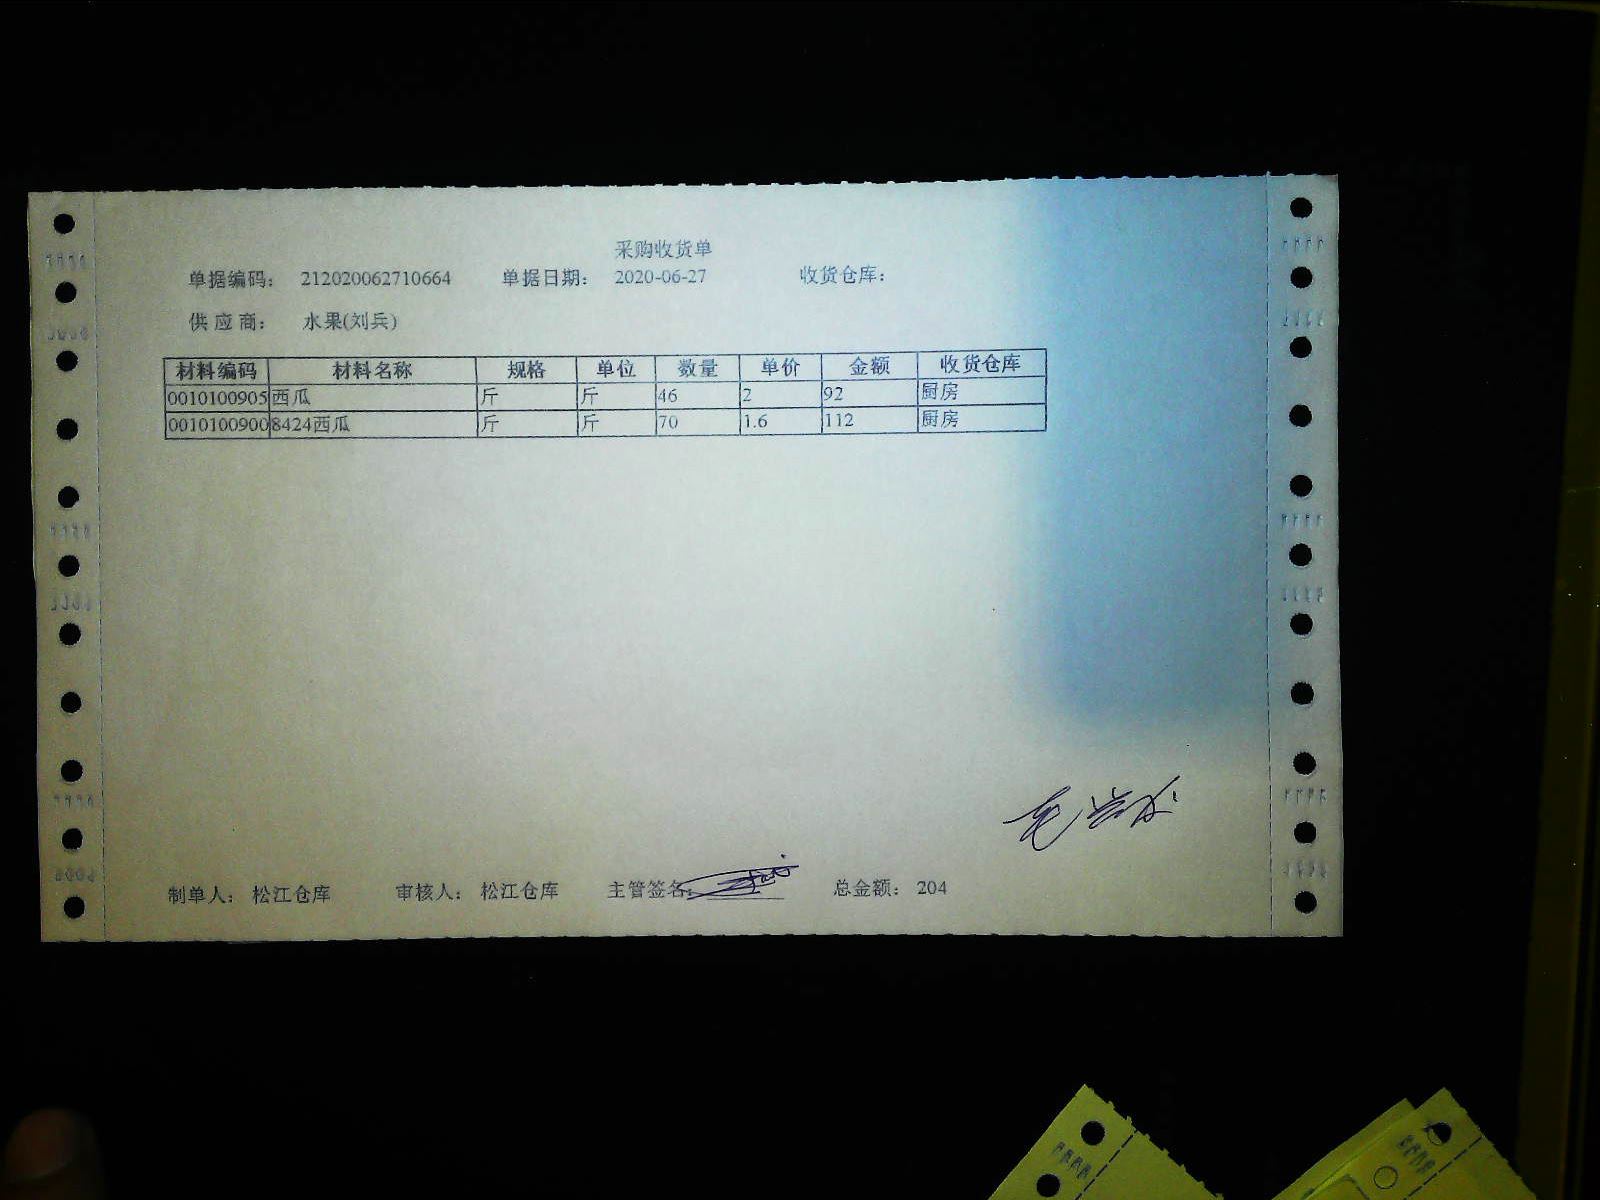 采购收货单
单据编码： 212020062710664 单据日期： 2020-06-27 收货仓库：
供 应 商： 水果(刘兵)
材料编码 材料名称 规格 单位 数量 单价 金额 收货仓库
0010100905 西瓜 斤 斤 46 2 92 厨房
0010100900 8424西瓜 斤 斤 70 1.6 112 厨房
制单人： 松江仓库 审核人： 松江仓库 主管签名： 总金额： 204